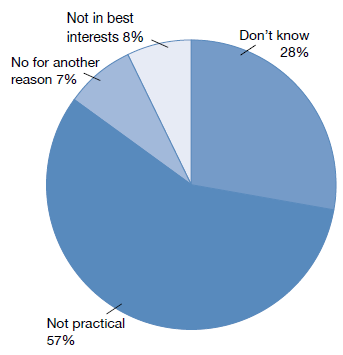 Not in best
interests 8%
Don’t know
28%
No for another
reason 7%
Not practical
57%